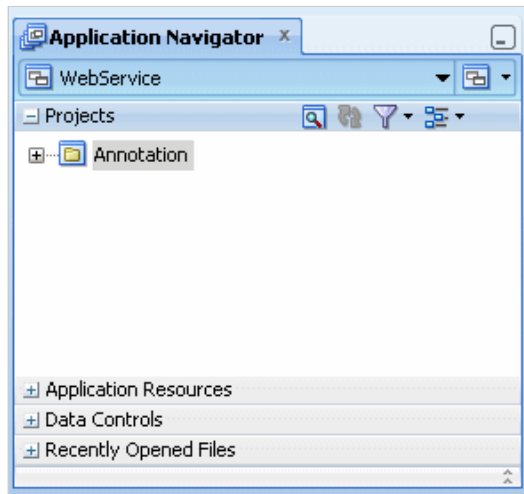 Application Navigator
WebService
Projects
Annotation
Application Resources
Data Controls
Recently Opened Files